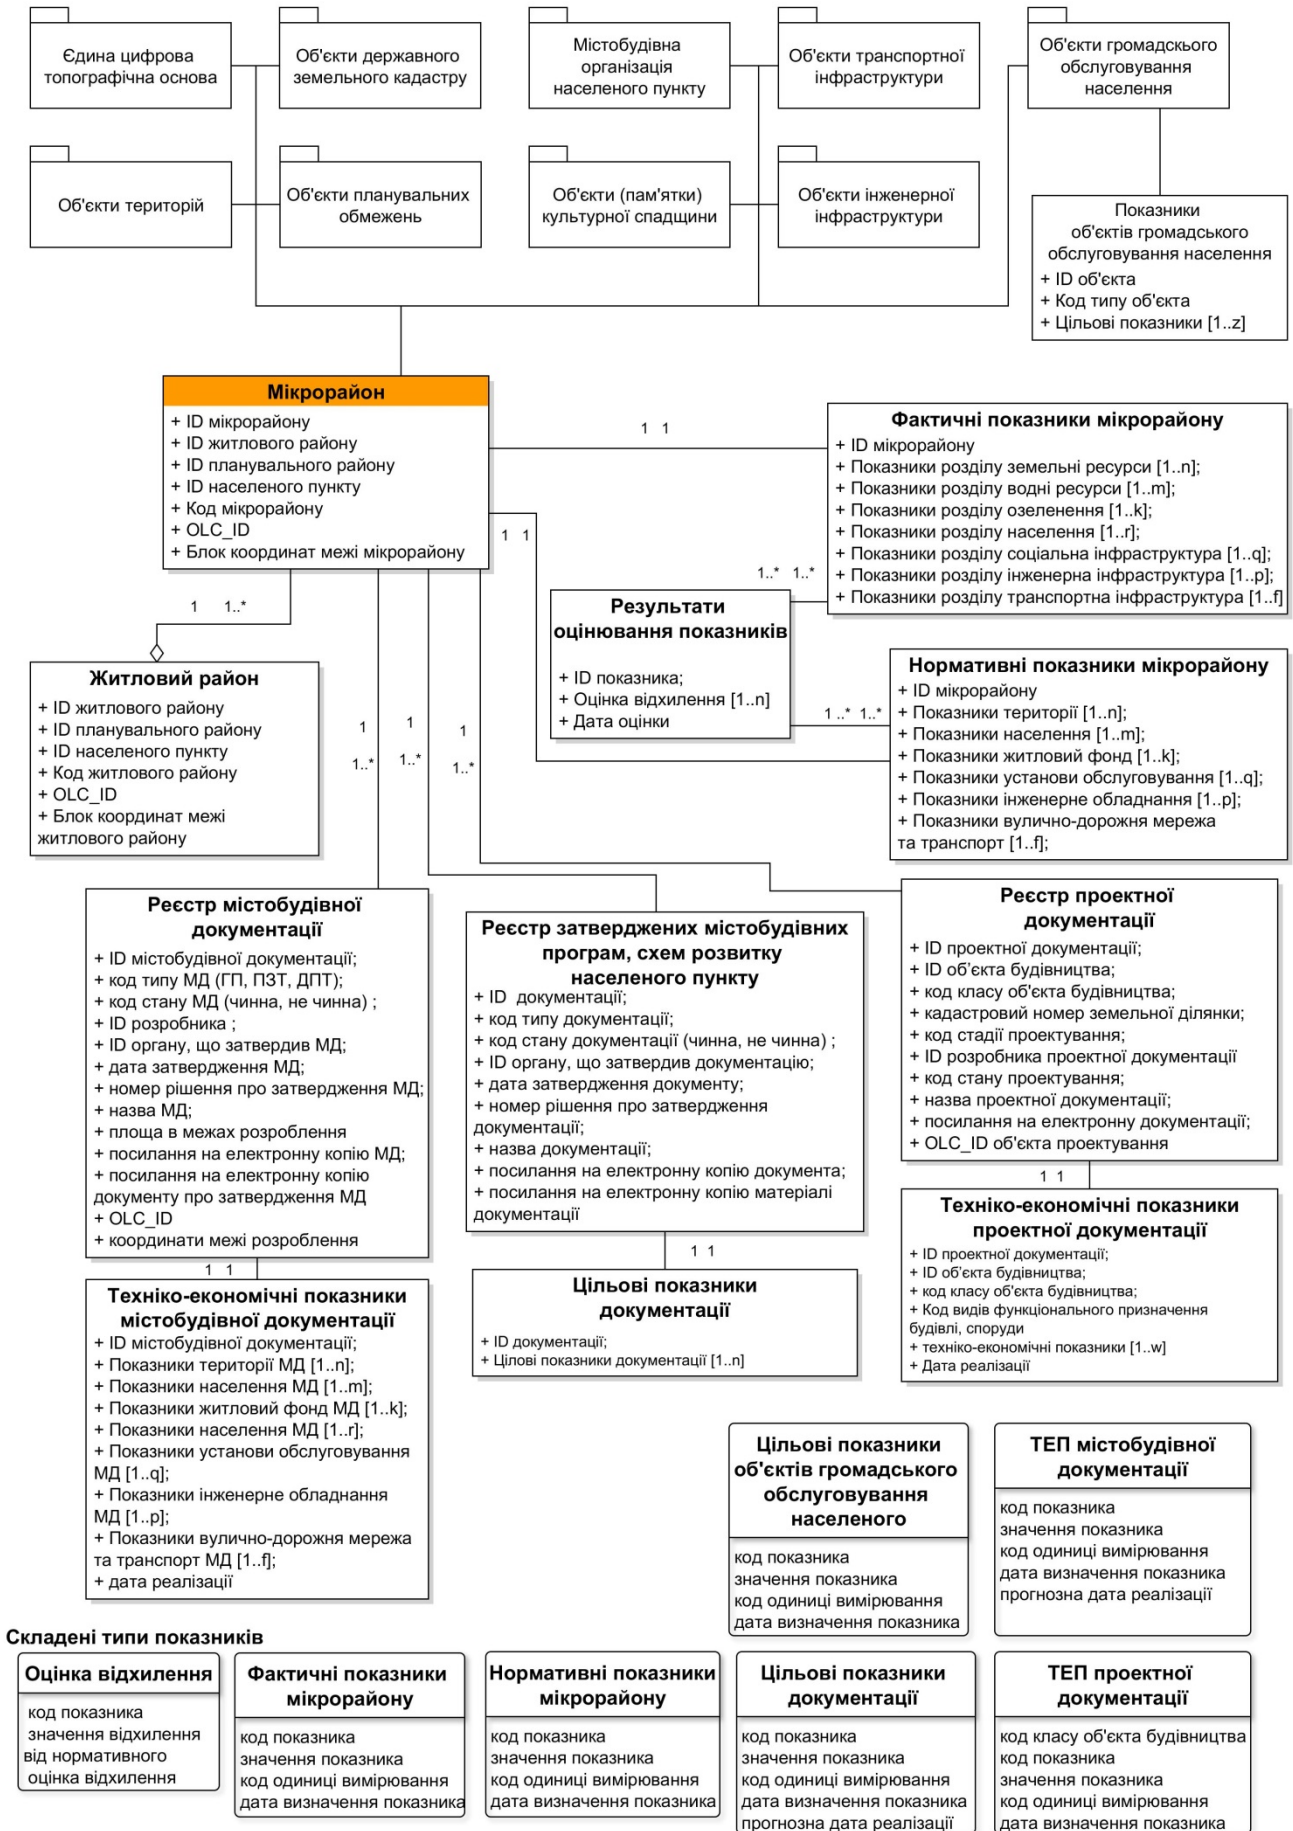 Єдина цифрова
топографічна основа
Об'єкти державного
земельного кадастру
Містобудівна
організація
населеного пункту
Об'єкти транспортної
інфраструктури
Об'єкти громадскього
обслуговування
населення
Об'єкти територій
Об'єкти планувальних
обмежень
Об'єкти (пам'ятки)
культурної спадщини
Об'єкти інженерної
інфраструктури
Показники
об'єктів громадського
обслуговування населення
+ ID об'єкта
+ Код типу об'єкта
+ Цільові показники [1..z]
Мікрорайон
+ ID мікрорайону
+ ID житлового району
+ ID планувального району
+ ID населеного пункту
+ Код мікрорайону
+ OLC_ID
+ Блок координат межі мікрорайону
1 1
Фактичні показники мікрорайону
+ ID мікрорайону
+ Показники розділу земельні ресурси [1..n];
+ Показники розділу водні ресурси [1..m];
+ Показники розділу озеленення [1..k];
+ Показники розділу населення [1..r];
+ Показники розділу соціальна інфраструктура [1..q];
+ Показники розділу інженерна інфраструктура [1..p];
+ Показники розділу транспортна інфраструктура [1..f]
1 1
1..* 1..*
1 1..*
Результати
оцінювання показників
+ ID показника;
+ Оцінка відхилення [1..n]
+ Дата оцінки
1 ..* 1..*
Нормативні показники мікрорайону
+ ID мікрорайону
+ Показники території [1..n];
+ Показники населення [1..m];
+ Показники житловий фонд [1..k];
+ Показники установи обслуговування [1..q];
+ Показники інженерне обладнання [1..p];
+ Показники вулично-дорожня мережа
та транспорт [1..f];
Житловий район
+ ID житлового району
+ ID планувального району
+ ID населеного пункту
+ Код житлового району
+ OLC_ID
+ Блок координат межі
житлового району
1 1 1
1..* 1..* 1..*
Реєстр містобудівної
документації
+ ID містобудівної документації;
+ код типу МД (ГП, ПЗТ, ДПТ);
+ код стану МД (чинна, не чинна) ;
+ ID розробника ;
+ ID органу, що затвердив МД;
+ дата затвердження МД;
+ номер рішення про затвердження МД;
+ назва МД;
+ площа в межах розроблення
+ посилання на електронну копію МД;
+ посилання на електронну копію
документу про затвердження МД
+ OLC_ID
+ координати межі розроблення
1 1
Реєстр затверджених містобудівних
програм, схем розвитку
населеного пункту
+ ID документації;
+ код типу документації;
+ код стану документації (чинна, не чинна) ;
+ ID органу, що затвердив документацію;
+ дата затвердження документу;
+ номер рішення про затвердження
документації;
+ назва документації;
+ посилання на електронну копію документа;
+ посилання на електронну копію матеріалі
документації
1 1
Реєстр проектної
документації
+ ID проектної документації;
+ ID об'єкта будівництва;
+ код класу об'єкта будівництва;
+ кадастровий номер земельної ділянки;
+ код стадії проектування;
+ ID розробника проектної документації
+ код стану проектування;
+ назва проектної документації;
+ посилання на електронну документації;
+ OLC_ID об'єкта проектування
1 1
Техніко-економічні показники
містобудівної документації
+ ID містобудівної документації;
+ Показники території МД [1..n];
+ Показники населення МД [1..m];
+ Показники житловий фонд МД [1..k];
+ Показники населення МД [1..r];
+ Показники установи обслуговування
МД [1..q];
+ Показники інженерне обладнання
МД [1..p];
+ Показники вулично-дорожня мережа
та транспорт МД [1..f];
+ дата реалізації
Цільові показники
документації
+ ID документації;
+ Цілові показники документації [1..n]
Техніко-економічні показники
проектної документації
+ ID проектної документації;
+ ID об'єкта будівництва;
+ код класу об'єкта будівництва;
+ Код видів функціонального призначення
будівлі, споруди
+ техніко-економічні показники [1..w]
+ Дата реалізації
Цільові показники
об'єктів громадського
обслуговування
населеного
код показника
значення показника
код одиниці вимірювання
дата визначення показника
ТЕП містобудівної
документації
код показника
значення показника
код одиниці вимірювання
дата визначення показника
прогнозна дата реалізації
Складені типи показників
Оцінка відхилення
код показника
значення відхилення
від нормативного
оцінка відхилення
Фактичні показники
мікрорайону
код показника
значення показника
код одиниці вимірювання
дата визначення показника
Нормативні показники
мікрорайону
код показника
значення показника
код одиниці вимірювання
дата визначення показника
Цільові показники
документації
код показника
значення показника
код одиниці вимірювання
дата визначення показника
прогнозна дата реалізації
ТЕП проектної
документації
код класу об'єкта будівництва
код показника
значення показника
код одиниці вимірювання
дата визначення показника